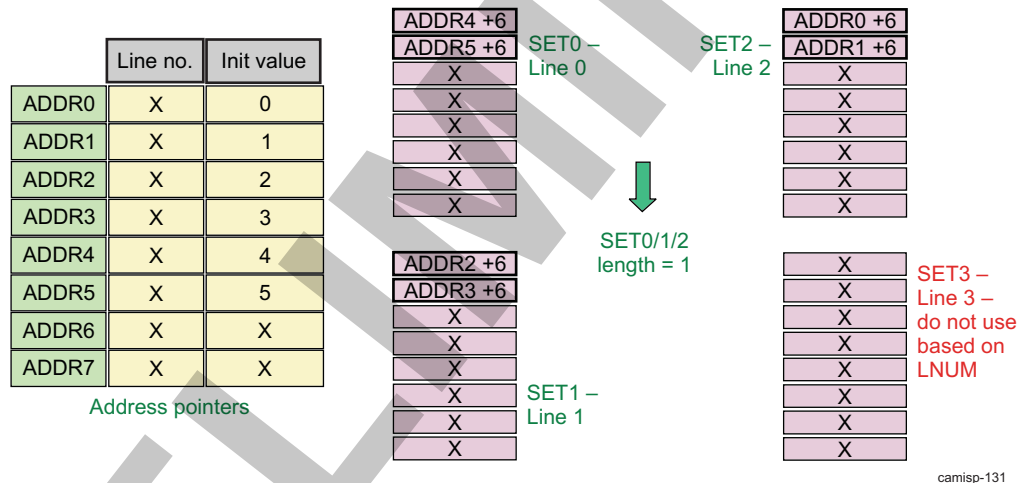 Line no. Init value
ADDR0 X 0
ADDR1 X 1
ADDR2 X 2
ADDR3 X 3
ADDR4 X 4
ADDR5 X 5
ADDR6 X X
ADDR7 X X
Address pointers
ADDR4 +6
ADDR5 +6
X
X
X
X
X
X
SET0 –
Line 0
ADDR2 +6
ADDR3 +6
X
X
X
X
X
X
SET1 –
Line 1
SET0/1/2
length = 1
SET2 –
Line 2
ADDR0 +6
ADDR1 +6
X
X
X
X
X
X
X
X
X
X
X
X
X
X
SET3 –
Line 3 –
do not use
based on
LNUM
camisp-131